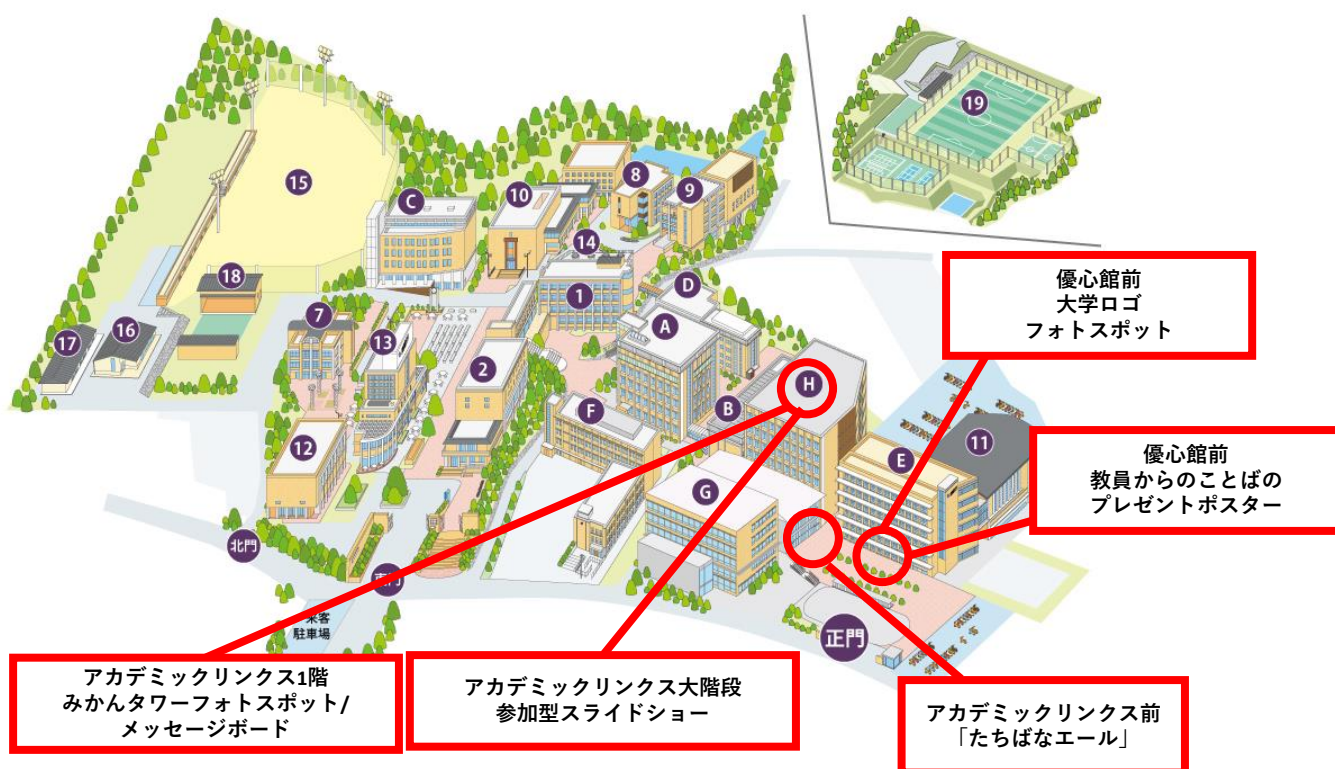 19
15
C
10
8
9
14
18
D
1
7
A
16
17
13
2
優心館前
大学ロゴ
フォトスポット
H
B
F
12
E
11
G
優心館前
教員からのことばの
プレゼントポスター
北門
東門
来客
駐車場
正門
アカデミックリンクス1階
みかんタワーフォトスポット/
メッセージボード
アカデミックリンクス大階段
参加型スライドショー
アカデミックリンクス前
「たちばなエール」